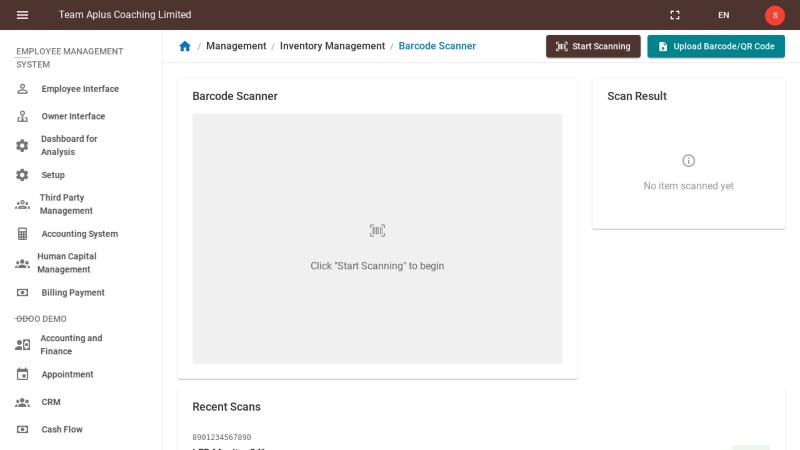 Team Aplus Coaching Limited
EN
S
EMPLOYEE MANAGEMENT
SYSTEM
Employee Interface
Owner Interface
Dashboard for
Analysis
Setup
Third Party
Management
Accounting System
Human Capital
Management
Billing Payment
ODOO DEMO
Accounting and
Finance
Appointment
CRM
Cash Flow
/ Management / Inventory Management / Barcode Scanner
Start Scanning
Upload Barcode/QR Code
Barcode Scanner
Click "Start Scanning" to begin
Scan Result
No item scanned yet
Recent Scans
8901234567890